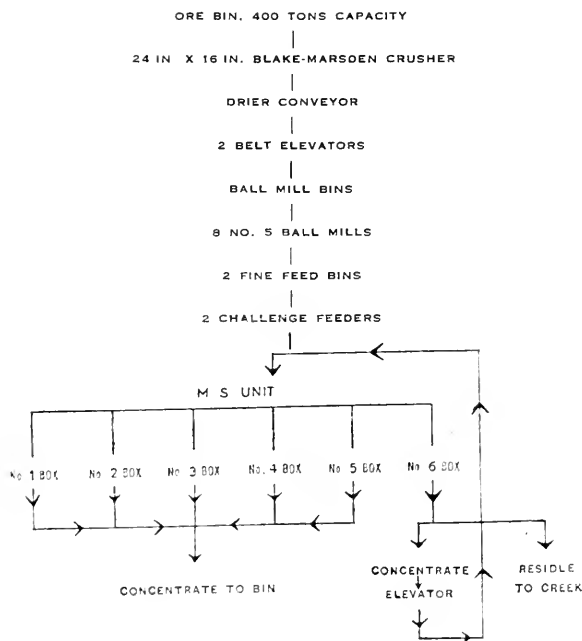 ORE BIN, 400 TONS CAPACITY
24 IN X 16 IN. BLAKE-MARSDEN CRUSHER
DRIER CONVEYOR
2 BELT ELEVATORS
BALL MILL BINS
8 NO. 5 BALL MILLS
2 FINE FEED BINS
2 CHALLENGE FEEDERS
M S UNIT
No 1 BOX No. 2 BOX No. 3 BOX No. 4 BOX No 5 BOX No 6 BOX
CONCENTRATE TO BIN
CONCENTRATE
ELEVATOR
RESIDLE
TO CREEK